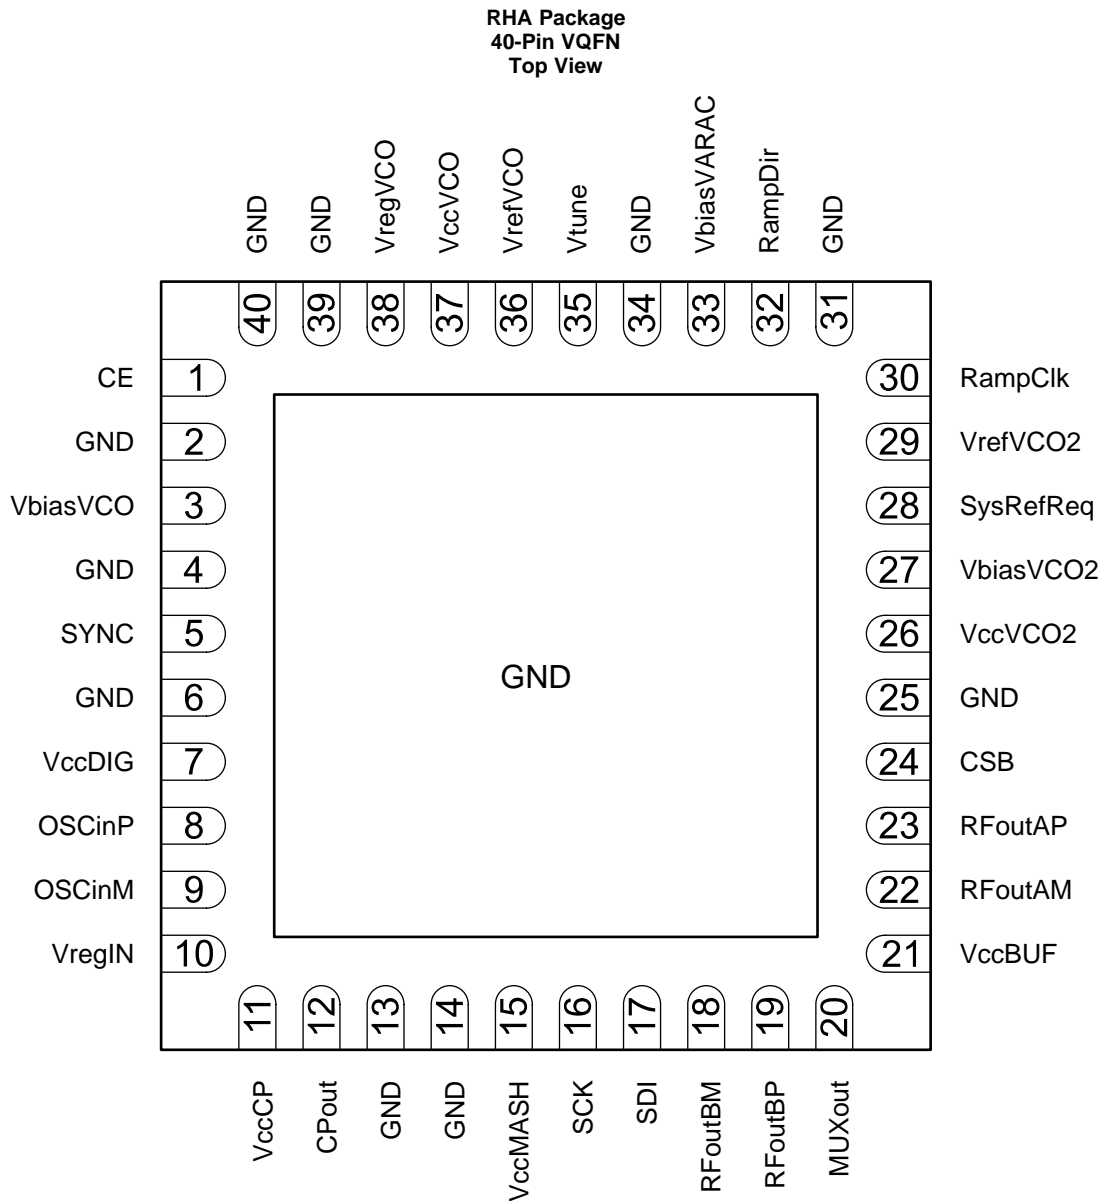 RHA Package
40-Pin VQFN
Top View
GND
GND
VregVCO
VccVCO
VrefVCO
Vtune
GND
VbiasVARAC
RampDir
GND
40
39
38
37
36
35
34
33
32
31
CE 1
GND 2
VbiasVCO 3
GND 4
SYNC 5
GND 6
VccDIG 7
OSCinP 8
OSCinM 9
VregIN 10
GND
30 RampClk
29 VrefVCO2
28 SysRefReq
27 VbiasVCO2
26 VccVCO2
25 GND
24 CSB
23 RFoutAP
22 RFoutAM
21 VccBUF
11
12
13
14
15
16
17
18
19
20
VccCP
CPout
GND
GND
VccMASH
SCK
SDI
RFoutBM
RFoutBP
MUXout